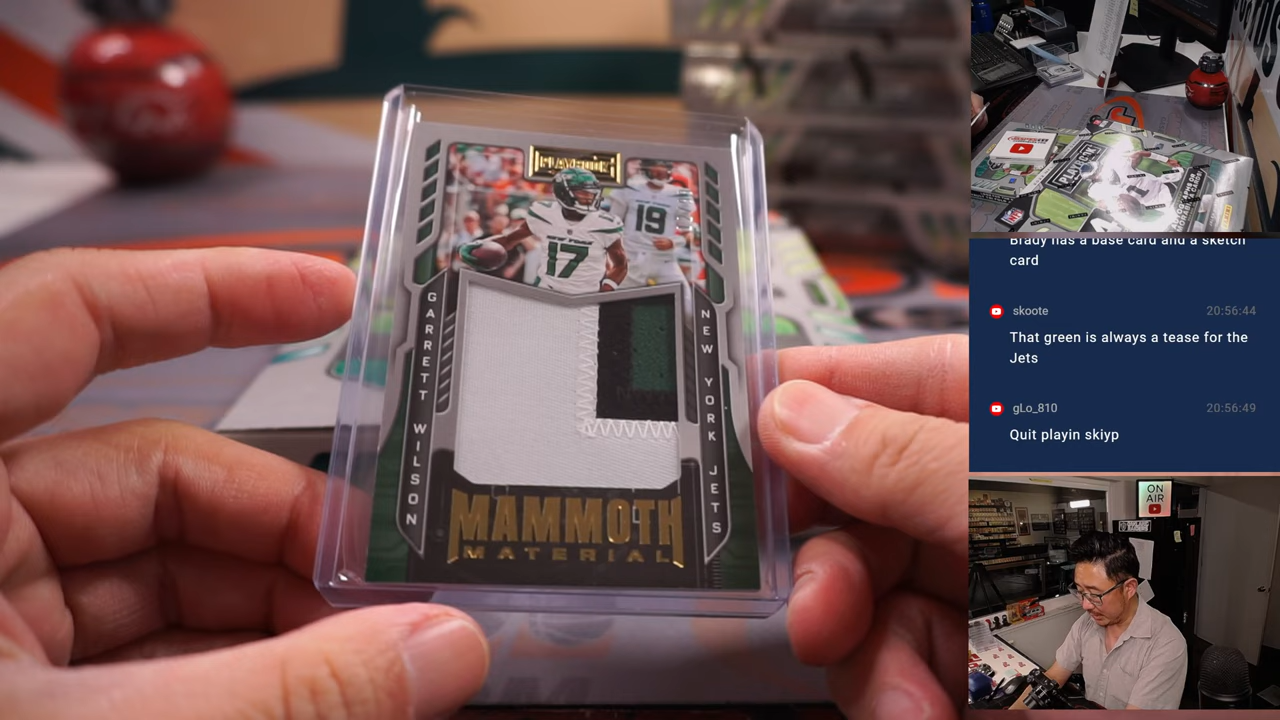 PLAYBOOK
19
17
GARRETT WILSON
NEW YORK JETS
MAMMOTH
MATERIAL
PLAYBOOK
NFL
Brady has a base card and a sketch
card
skoote 20:56:44
That green is always a tease for the
Jets
gLo_810 20:56:49
Quit playin skiyp
ON
AIR